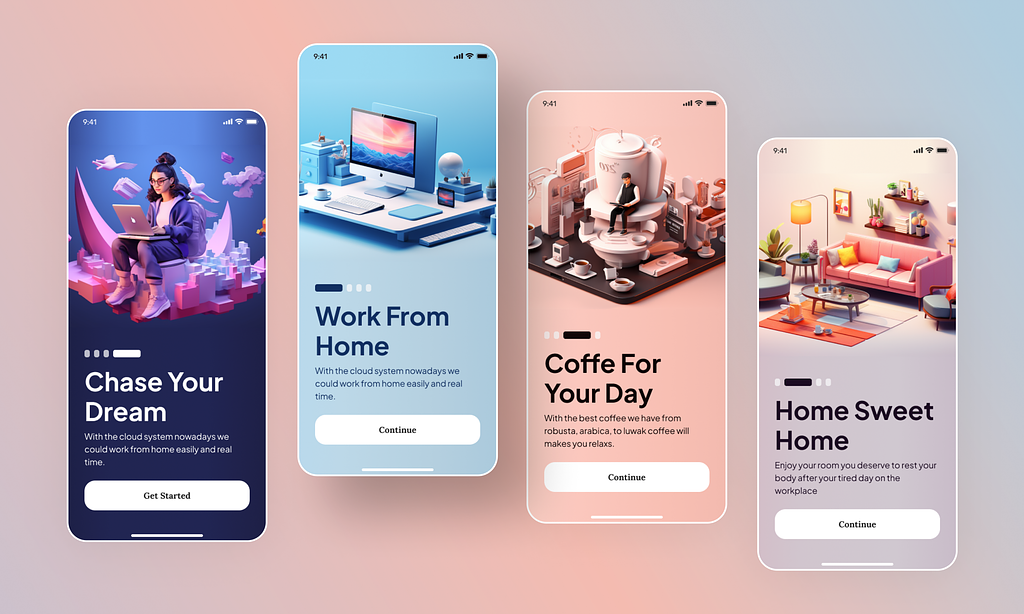 9:41
Chase Your
Dream
With the cloud system nowadays we
could work from home easily and real
time.
Get Started
9:41
Work From
Home
With the cloud system nowadays we
could work from home easily and real
time.
Continue
9:41
Coffe For
Your Day
With the best coffee we have from
robusta, arabica, to luwak coffee will
makes you relaxs.
Continue
9:41
Home Sweet
Home
Enjoy your room you deserve to rest your
body after your tired day on the
workplace
Continue